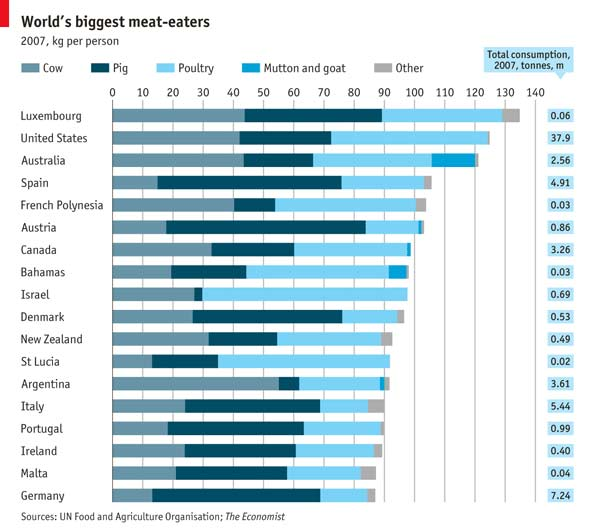 World's biggest meat-eaters
2007, kg per person
Cow Pig Poultry Mutton and goat Other
Total consumption,
2007, tonnes, m
0 10 20 30 40 50 60 70 80 90 100 110 120 130 140
Luxembourg 0.06
United States 37.9
Australia 2.56
Spain 4.91
French Polynesia 0.03
Austria 0.86
Canada 3.26
Bahamas 0.03
Israel 0.69
Denmark 0.53
New Zealand 0.49
St Lucia 0.02
Argentina 3.61
Italy 5.44
Portugal 0.99
Ireland 0.40
Malta 0.04
Germany 7.24
Sources: UN Food and Agriculture Organisation; The Economist